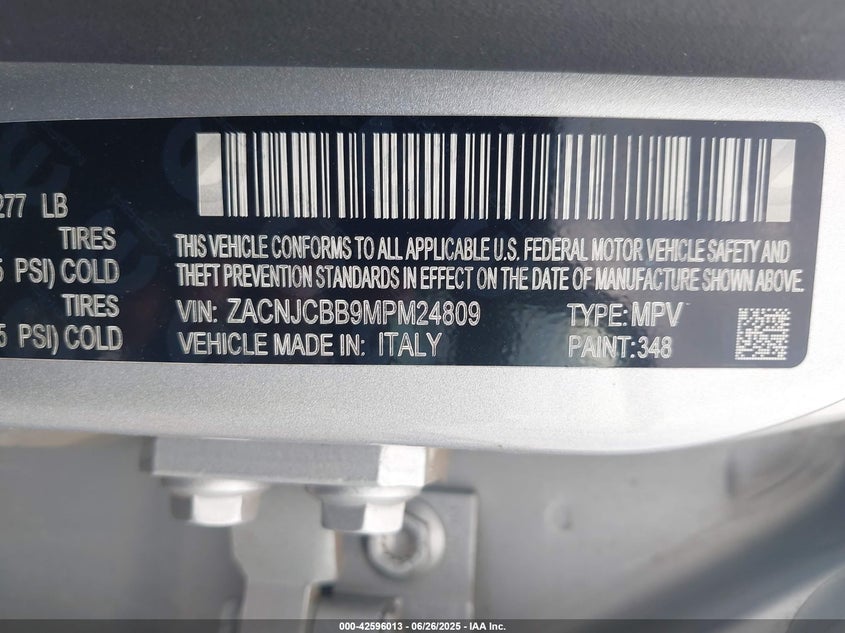 277 LB
TIRES
5 PSI) COLD
TIRES
5 PSI) COLD
THIS VEHICLE CONFORMS TO ALL APPLICABLE U.S. FEDERAL MOTOR VEHICLE SAFETY AND
THEFT PREVENTION STANDARDS IN EFFECT ON THE DATE OF MANUFACTURE SHOWN ABOVE.
VIN: ZACNJCBB9MPM24809 TYPE: MPV
VEHICLE MADE IN: ITALY PAINT: 348
000-42596013 - 06/26/2025 - IAA Inc.